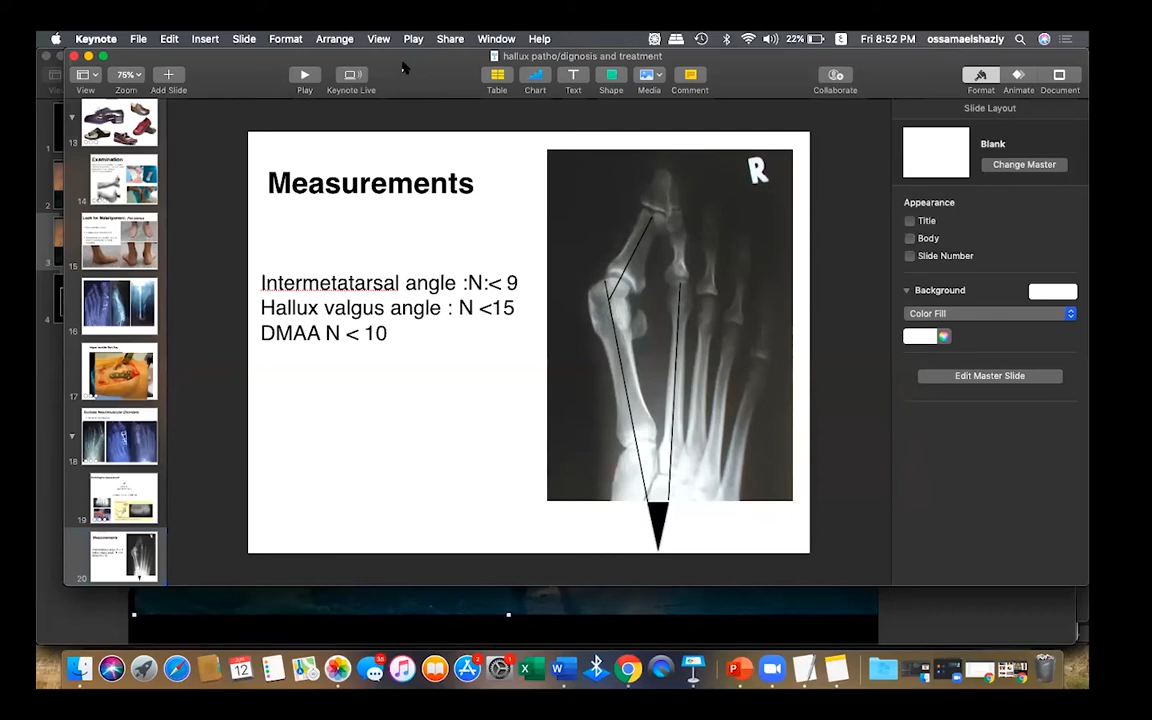 Keynote File Edit Insert Slide Format Arrange View Play Share Window Help 22% Fri 8:52 PM ossamaelshazly
hallux patho/dignosis and treatment
75%
View Zoom Add Slide Play Keynote Live Table Chart Text Shape Media Comment Collaborate Format Animate Document
Slide Layout
Blank
Change Master
Appearance
Title
Body
Slide Number
Background
Color Fill
Edit Master Slide
1
2
3
13
14
Examination
15
16
17
18
19
20
Measurements
Measurements
Intermetatarsal angle :N:< 9
Hallux valgus angle : N <15
DMAA N < 10
R
12